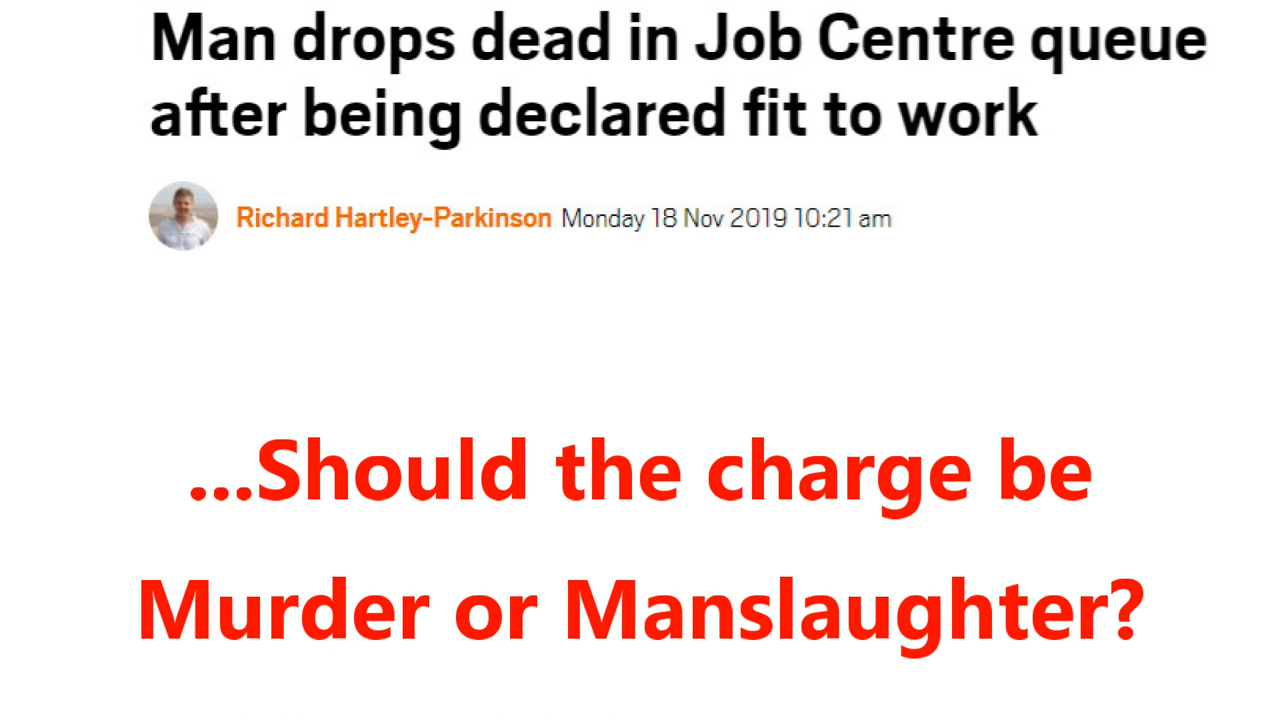 Man drops dead in Job Centre queue
after being declared fit to work
Richard Hartley-Parkinson Monday 18 Nov 2019 10:21 am
...Should the charge be
Murder or Manslaughter?